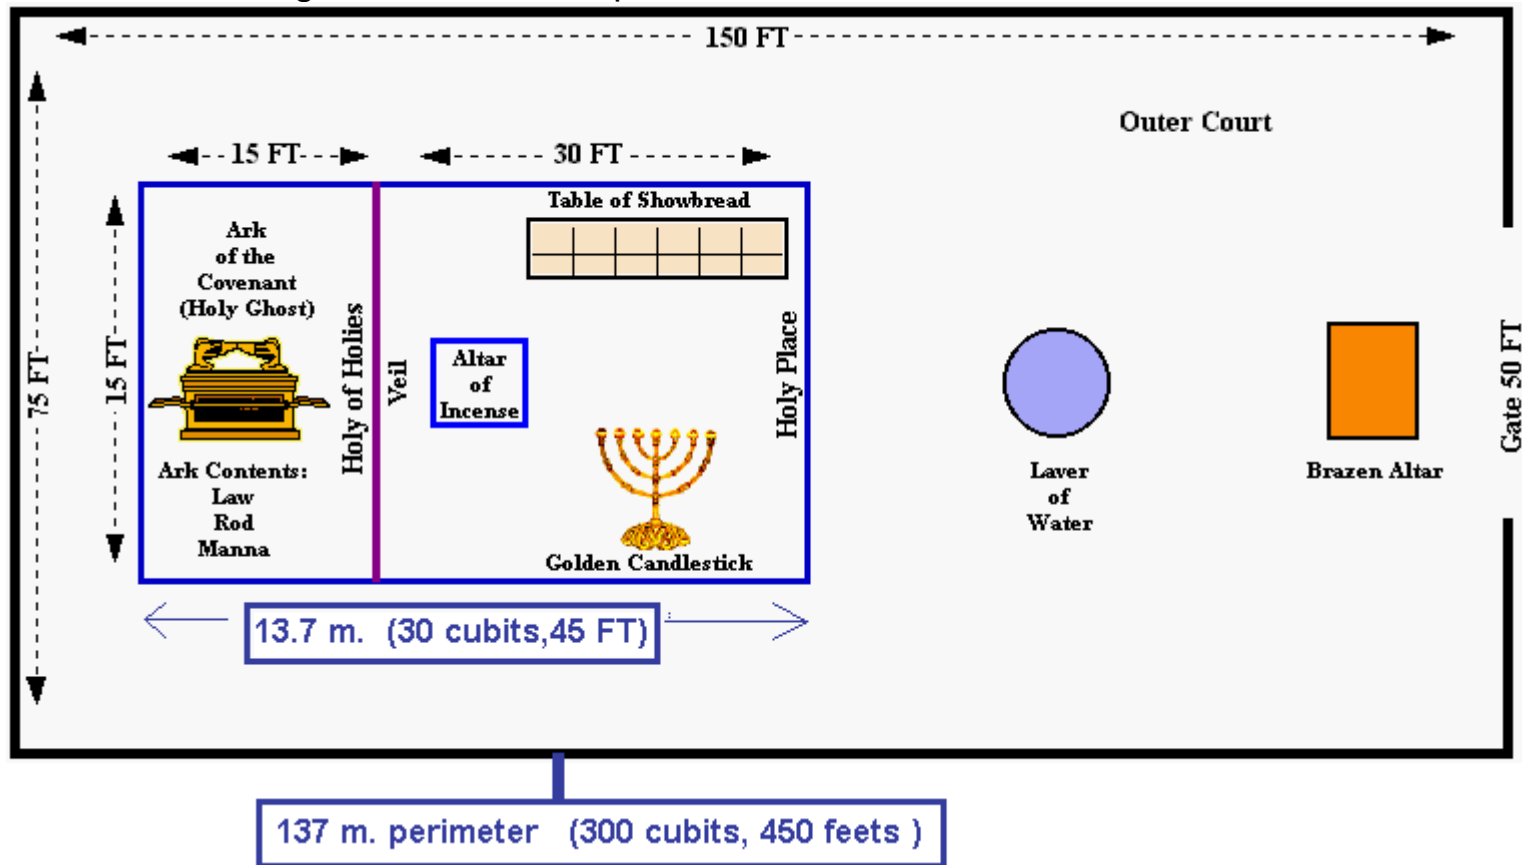 150 FT
Outer Court
15 FT
30 FT
75 FT
15 FT
Ark
of the
Covenant
(Holy Ghost)
Ark Contents:
Law
Rod
Manna
Holy of Holies
Veil
Table of Showbread
Altar
of
Incense
Holy Place
Golden Candlestick
Laver
of
Water
Brazen Altar
Gate 50 FT
13.7 m. (30 cubits,45 FT)
137 m. perimeter (300 cubits, 450 feets )